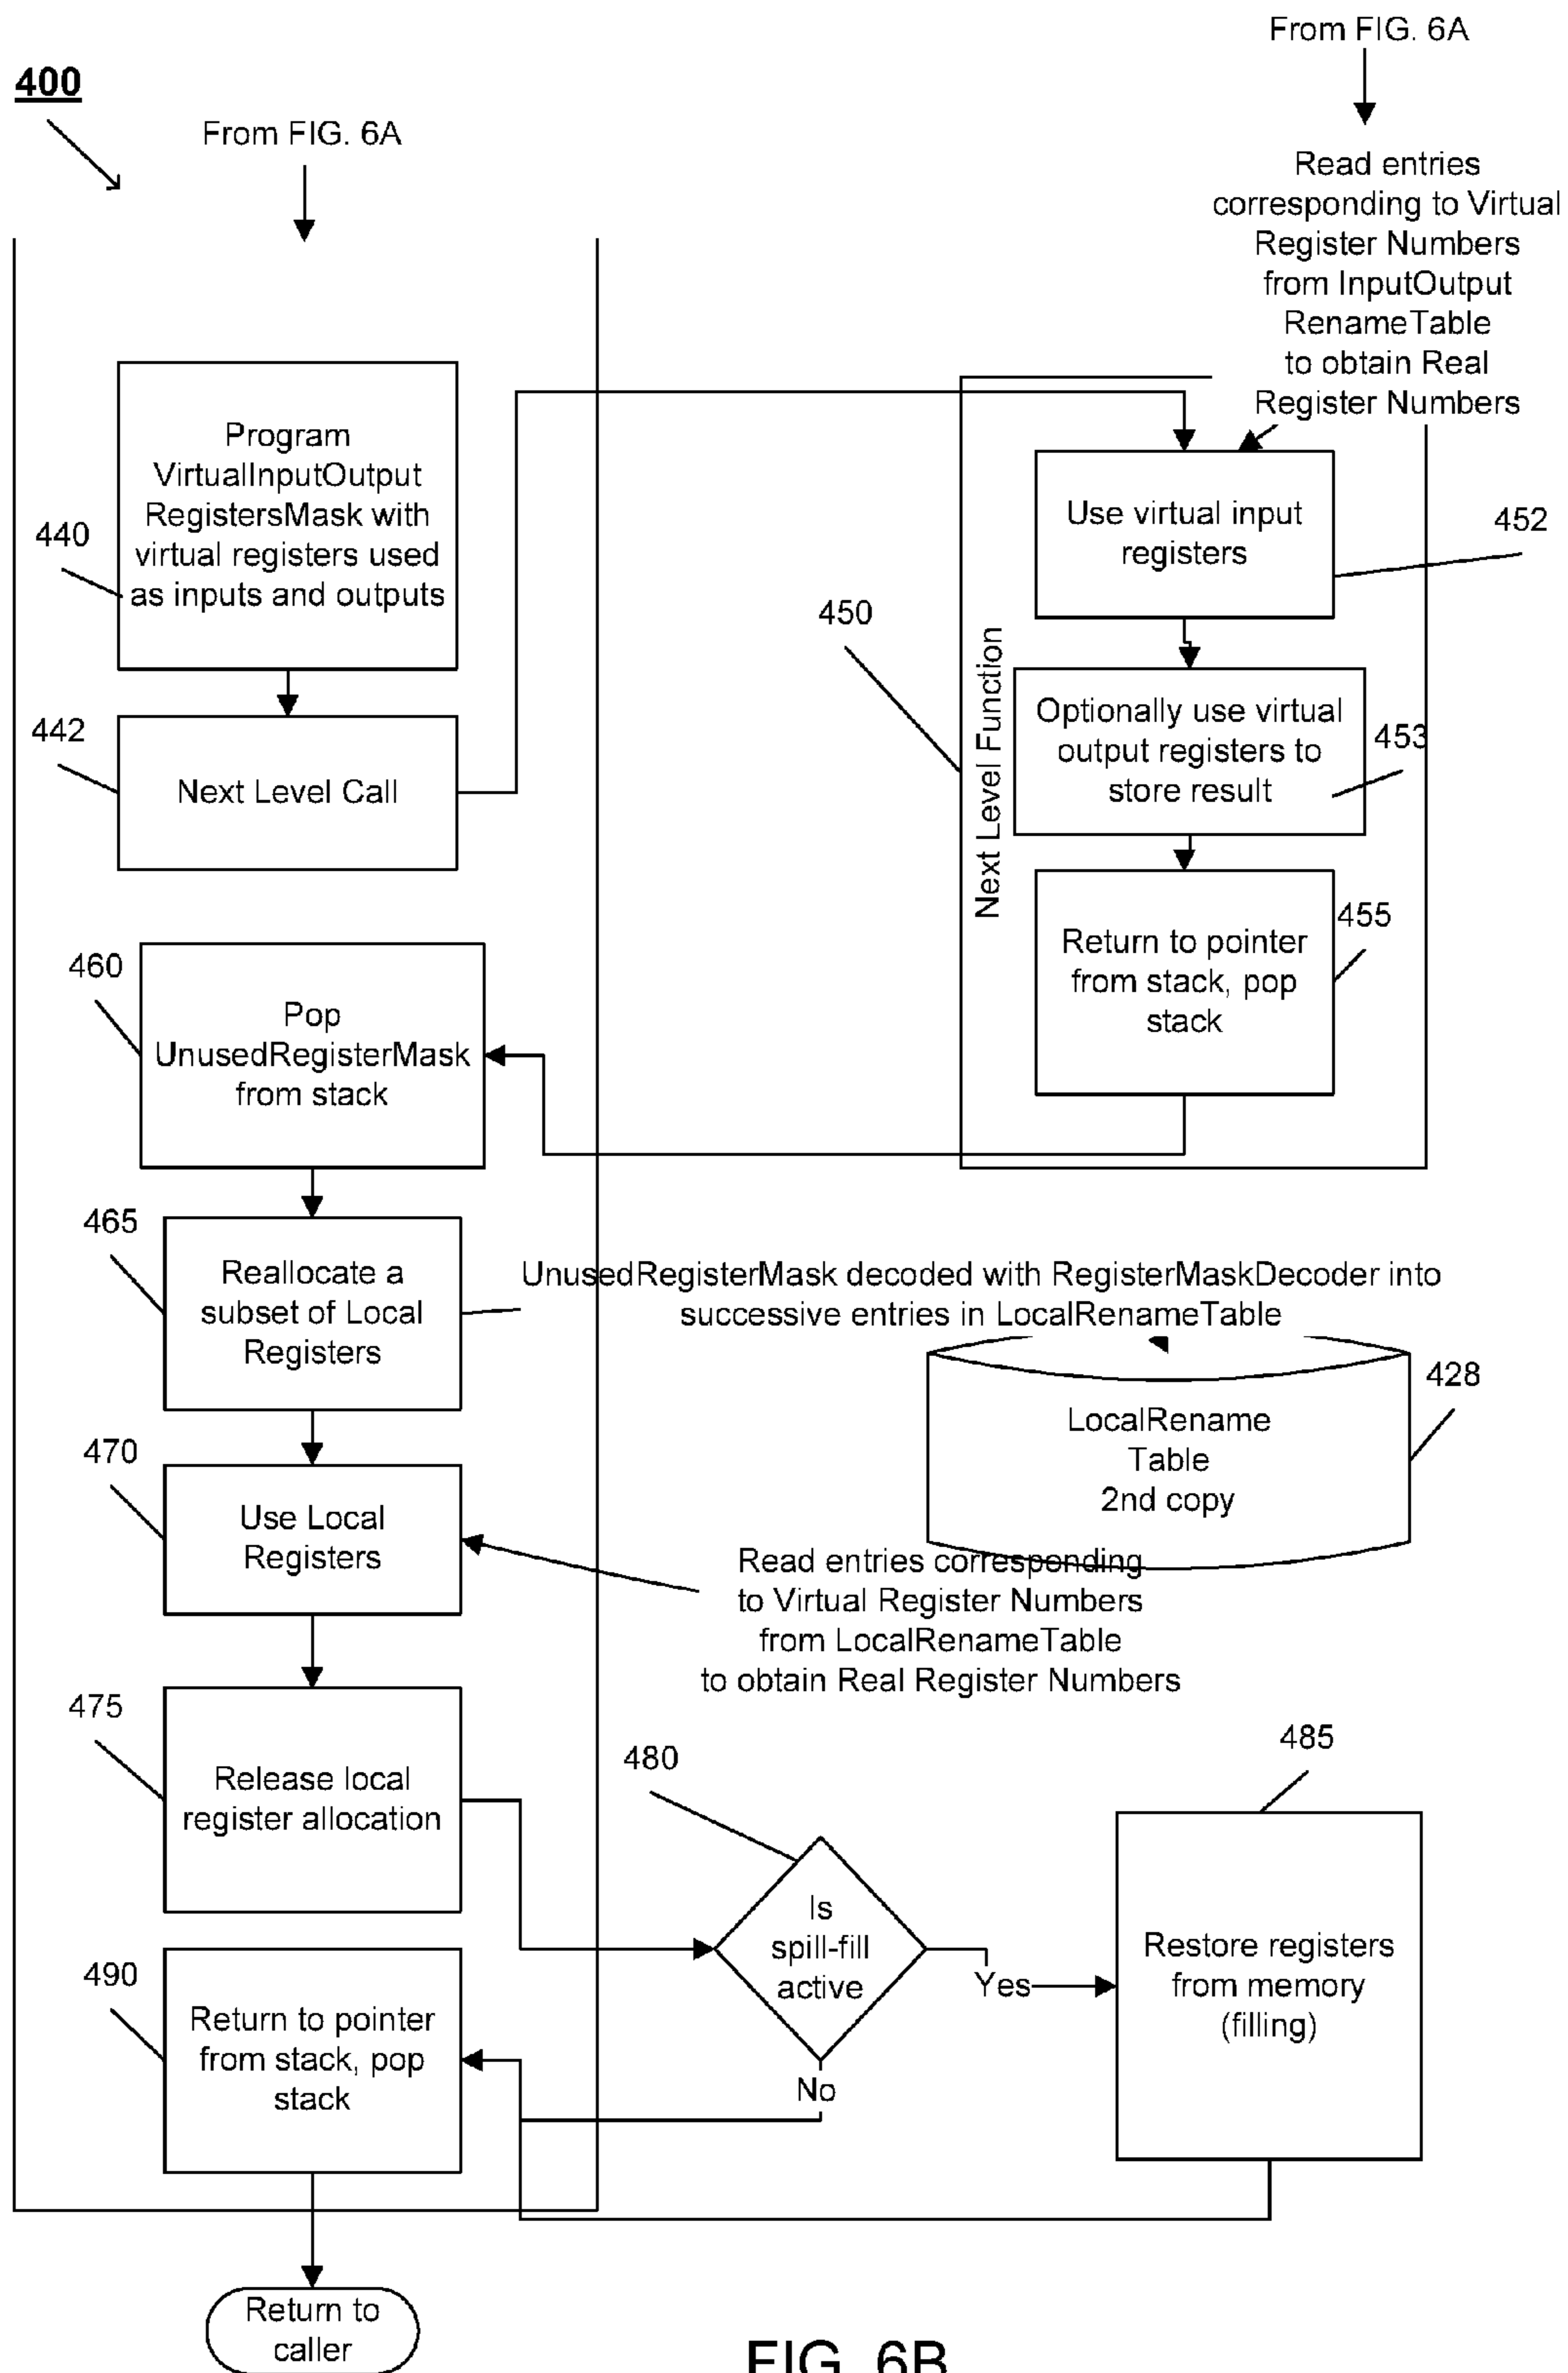 From FIG. 6A
400
From FIG. 6A
Read entries
corresponding to Virtual
Register Numbers
from InputOutput
RenameTable
to obtain Real
Register Numbers
Program
VirtualInputOutput
RegistersMask with
virtual registers used
as inputs and outputs
440
Use virtual input
registers
452
450
442
Next Level Call
Next Level Function
Optionally use virtual
output registers to
store result
453
455
Return to pointer
from stack, pop
stack
460
Pop
UnusedRegisterMask
from stack
465
Reallocate a
subset of Local
Registers
UnusedRegisterMask decoded with RegisterMaskDecoder into
successive entries in LocalRenameTable
428
LocalRename
Table
2nd copy
470
Use Local
Registers
Read entries corresponding
to Virtual Register Numbers
from LocalRenameTable
to obtain Real Register Numbers
475
Release local
register allocation
480
485
Is
spill-fill
active
Yes
Restore registers
from memory
(filling)
No
490
Return to pointer
from stack, pop
stack
Return to
caller
FIG. 6B